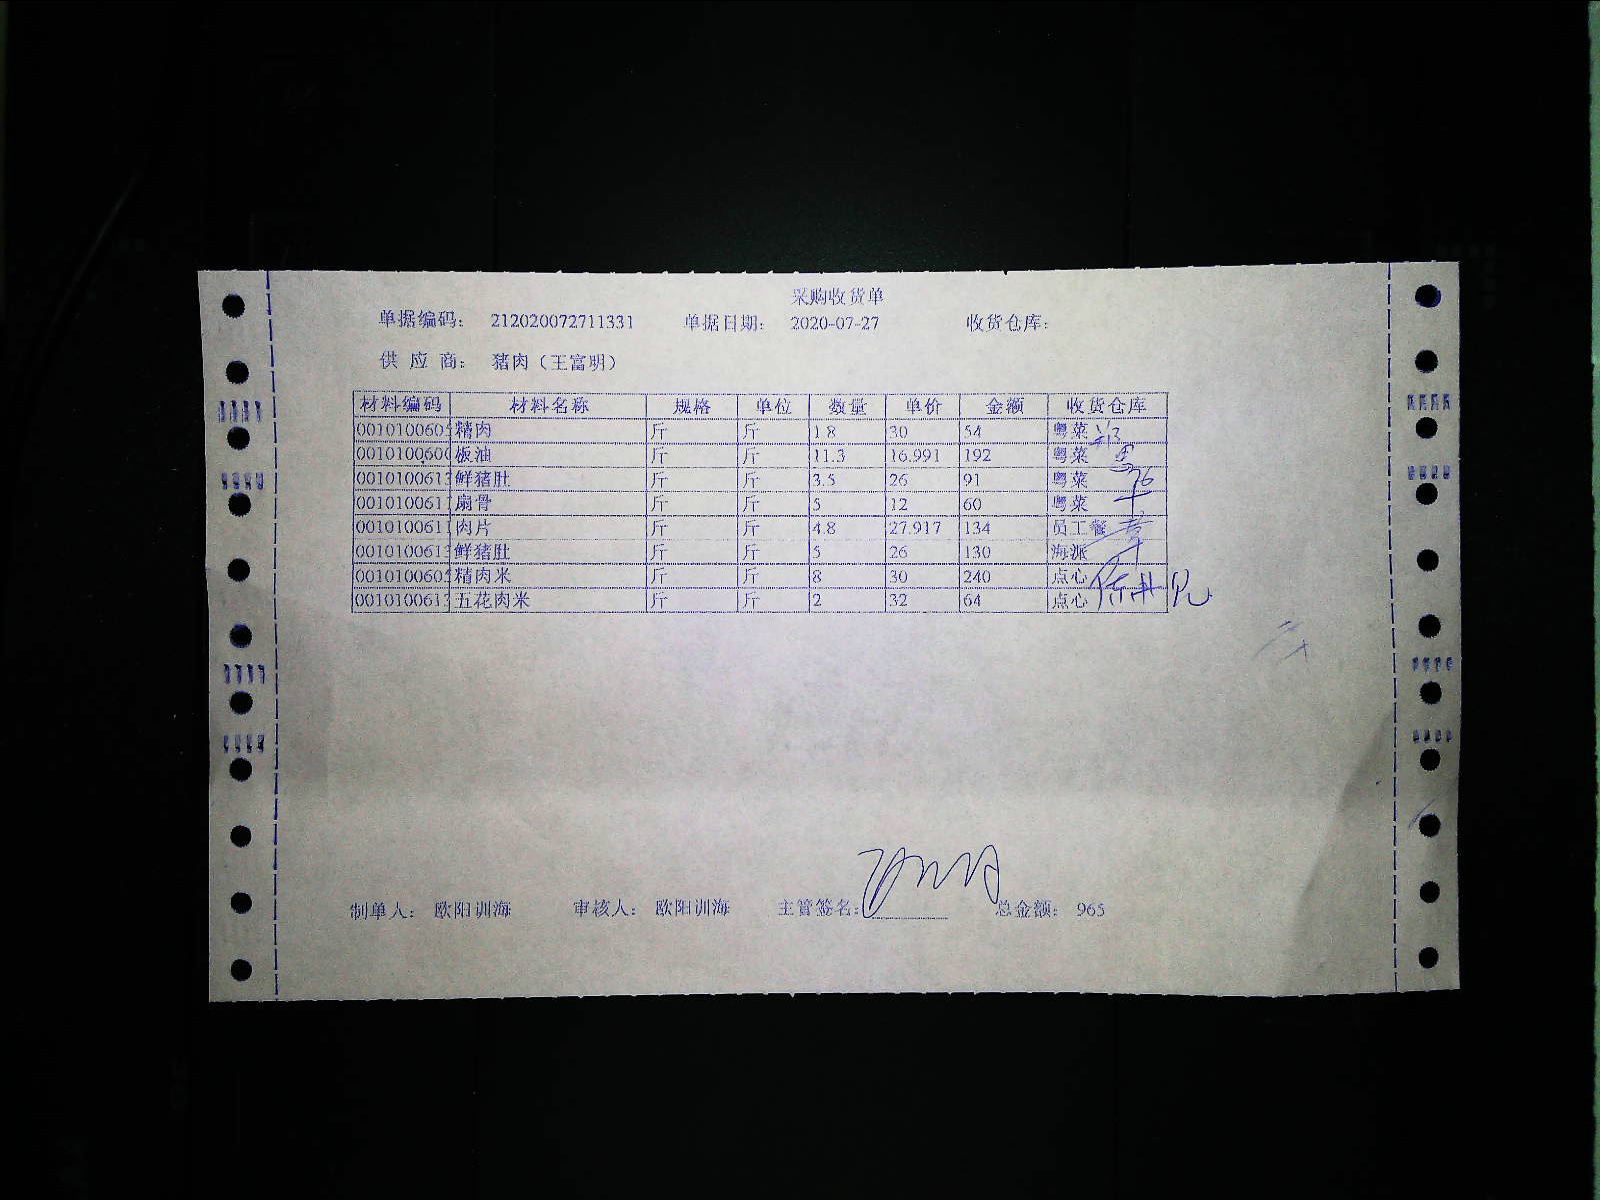 采购收货单
单据编码: 212020072711331 单据日期: 2020-07-27 收货仓库:
供 应 商: 猪肉（王富明）
材料编码 材料名称 规格 单位 数量 单价 金额 收货仓库
0010100605 精肉 斤 斤 1.8 30 54 粤菜
0010100600 板油 斤 斤 11.3 16.991 192 粤菜
0010100613 鲜猪肚 斤 斤 3.5 26 91 粤菜
0010100611 扇骨 斤 斤 5 12 60 粤菜
0010100611 肉片 斤 斤 4.8 27.917 134 员工餐
0010100613 鲜猪肚 斤 斤 5 26 130 海派
0010100605 精肉米 斤 斤 8 30 240 点心
0010100613 五花肉米 斤 斤 2 32 64 点心
制单人: 欧阳训海 审核人: 欧阳训海 主管签名: 总金额: 965